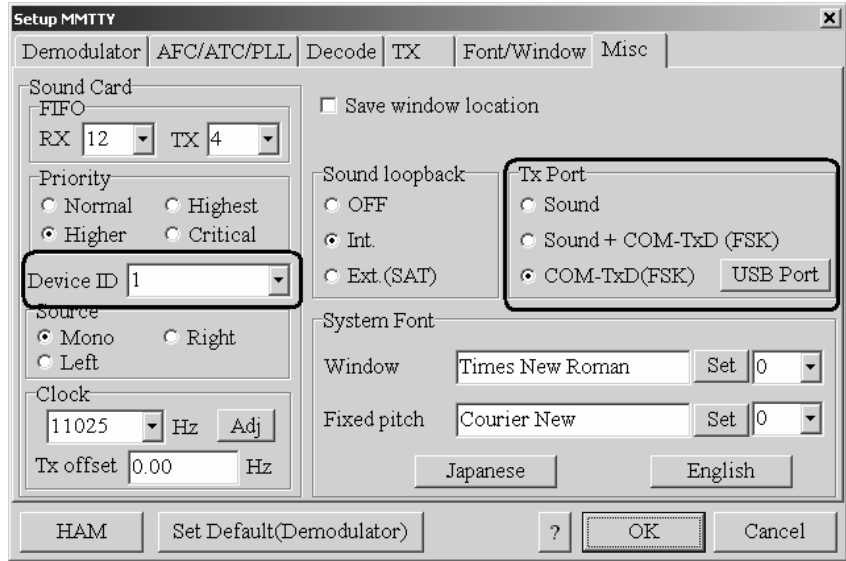 Setup MMTTY
Demodulator AFC/ATC/PLL Decode TX Font/Window Misc
Sound Card
FIFO
RX 12 TX 4
Save window location
Priority
Normal Highest
Higher Critical
Sound loopback
OFF
Int.
Ext.(SAT)
Tx Port
Sound
Sound + COM-TxD (FSK)
COM-TxD(FSK) USB Port
Device ID 1
Source
Mono Right
Left
System Font
Window Times New Roman Set 0
Fixed pitch Courier New Set 0
Japanese English
Clock
11025 Hz Adj
Tx offset 0.00 Hz
HAM Set Default(Demodulator) ? OK Cancel